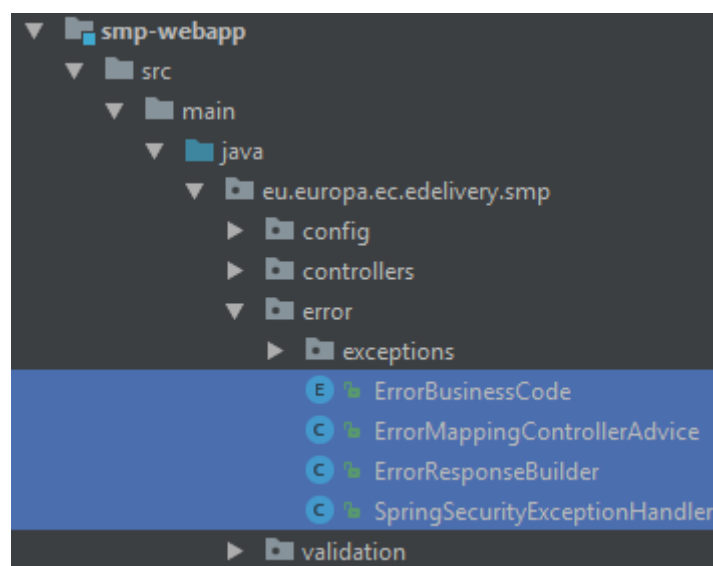 smp-webapp
src
main
java
eu.europa.ec.edelivery.smp
config
controllers
error
exceptions
E ErrorBusinessCode
C ErrorMappingControllerAdvice
C ErrorResponseBuilder
C SpringSecurityExceptionHandler
validation